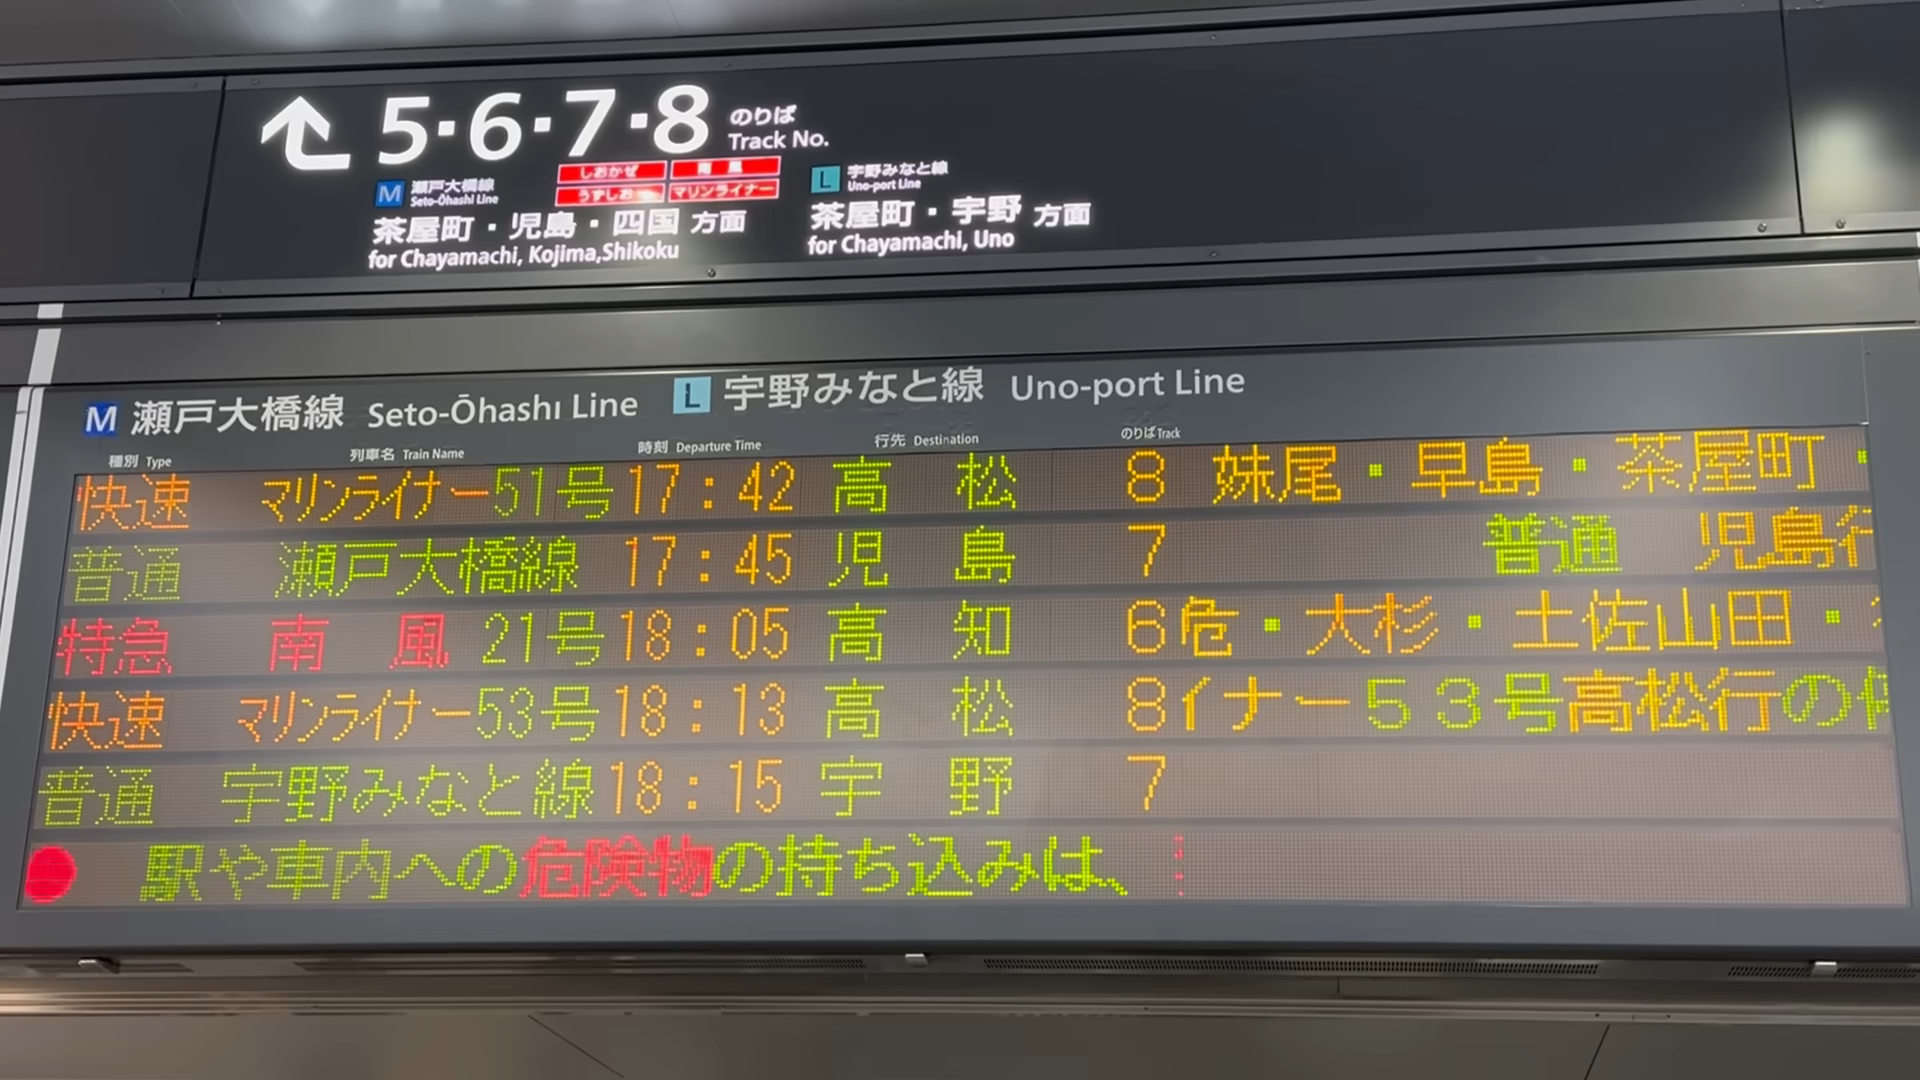 5・6・7・8 のりば
Track No.
M 瀬戸大橋線 Seto-Ōhashi Line
しおかぜ 南風
うずしお マリンライナー
茶屋町・児島・四国 方面
for Chayamachi, Kojima,Shikoku
L 宇野みなと線 Uno-port Line
茶屋町・宇野 方面
for Chayamachi, Uno
M 瀬戸大橋線 Seto-Ōhashi Line L 宇野みなと線 Uno-port Line
種別 Type 列車名 Train Name 時刻 Departure Time 行先 Destination のりば Track
快速 マリンライナー51号 17:42 高松 8 妹尾・早島・茶屋町・
普通 瀬戸大橋線 17:45 児島 7 普通 児島行
特急 南風 21号 18:05 高知 6 危・大杉・土佐山田・
快速 マリンライナー53号 18:13 高松 8 イナー53号高松行の
普通 宇野みなと線 18:15 宇野 7
● 駅や車内への危険物の持ち込みは、